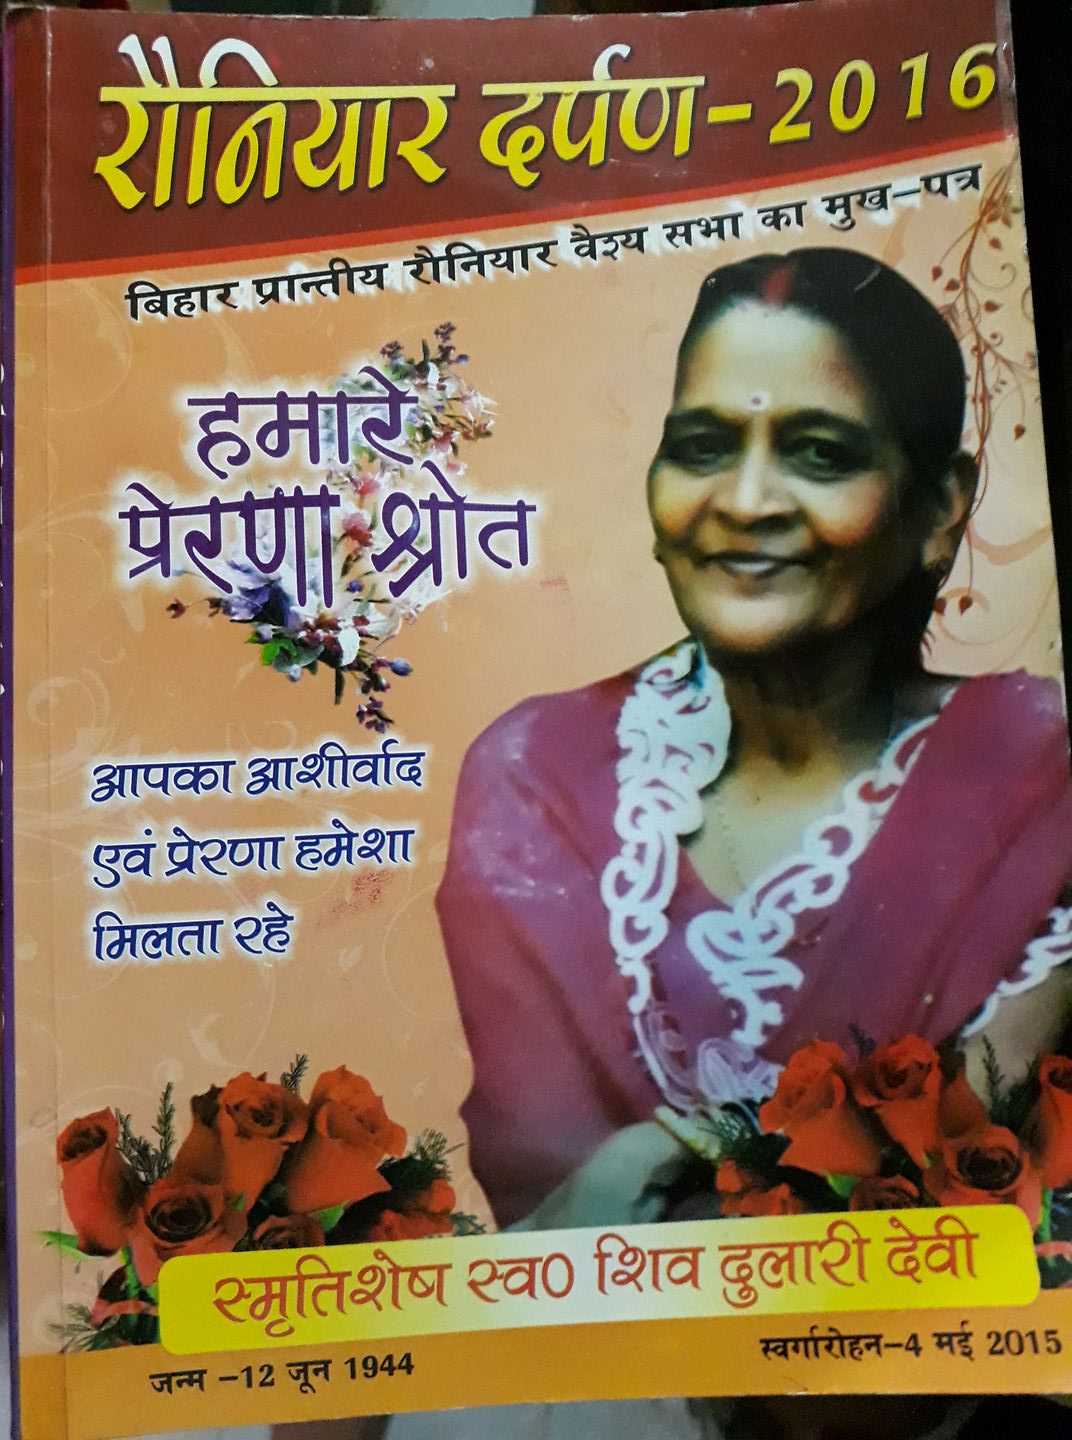 रौनियार दर्पण-2016
बिहार प्रान्तीय रौनियार वैश्य सभा का मुख-पत्र
हमारे
प्रेरणा श्रोत
आपका आशीर्वाद
एवं प्रेरणा हमेशा
मिलता रहे
स्मृतिशेष स्व0 शिव दुलारी देवी
जन्म -12 जून 1944
स्वर्गारोहन-4 मई 2015